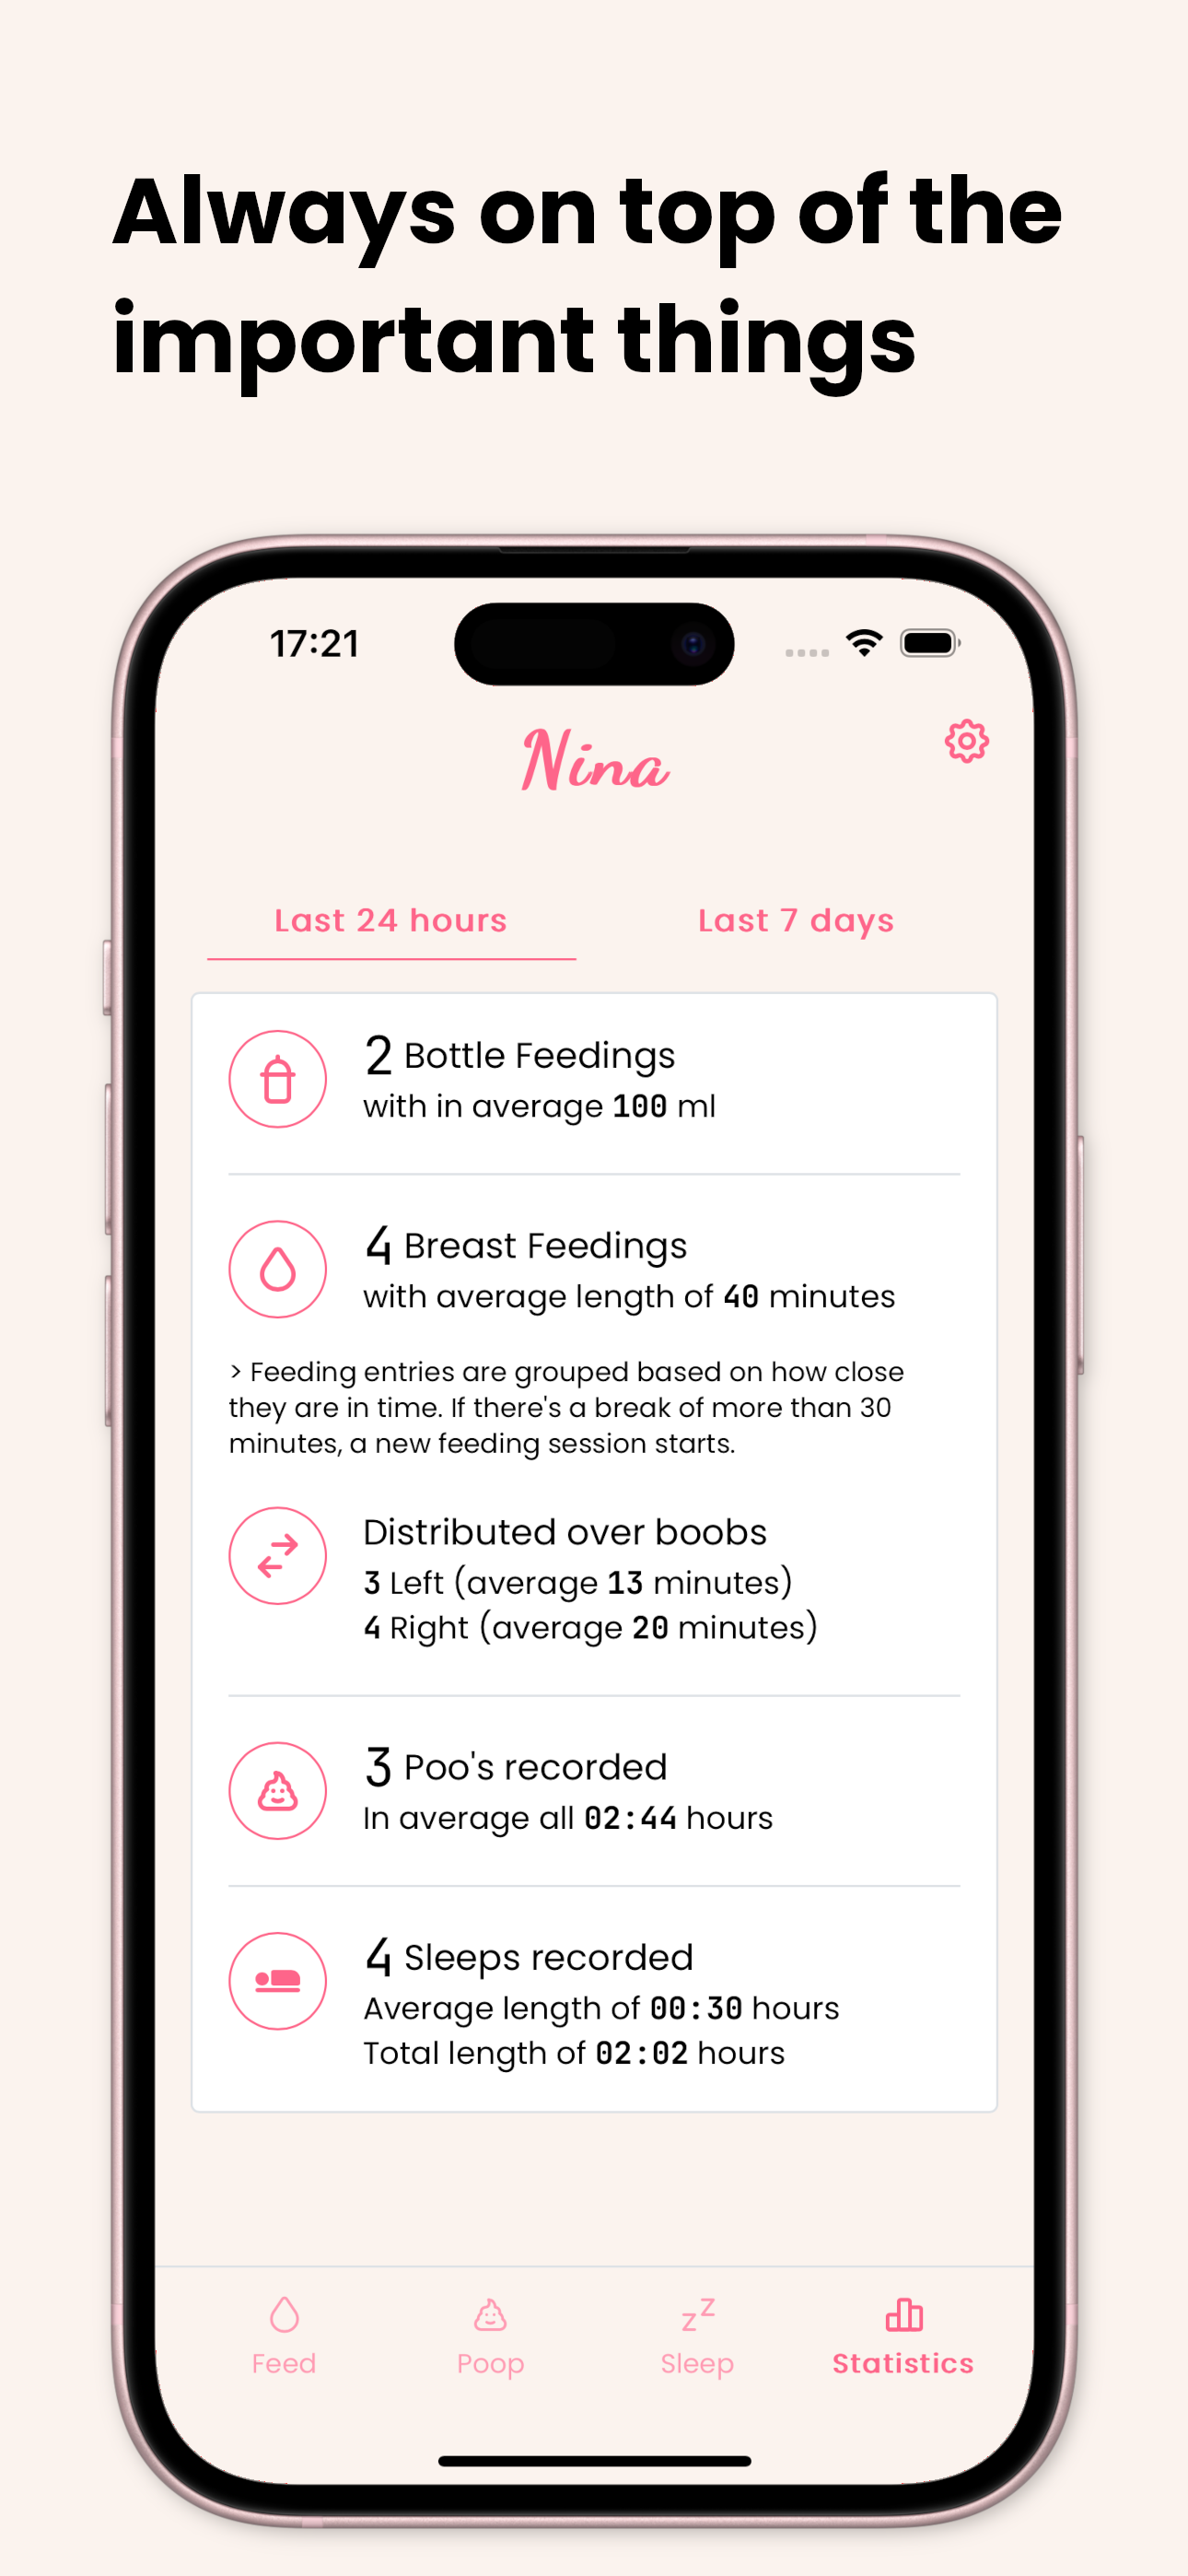 Always on top of the
important things
17:21
Nina
Last 24 hours
Last 7 days
2 Bottle Feedings
with in average 100 ml
4 Breast Feedings
with average length of 40 minutes
> Feeding entries are grouped based on how close
they are in time. If there's a break of more than 30
minutes, a new feeding session starts.
Distributed over boobs
3 Left (average 13 minutes)
4 Right (average 20 minutes)
3 Poo's recorded
In average all 02:44 hours
4 Sleeps recorded
Average length of 00:30 hours
Total length of 02:02 hours
Feed
Poop
Sleep
Statistics